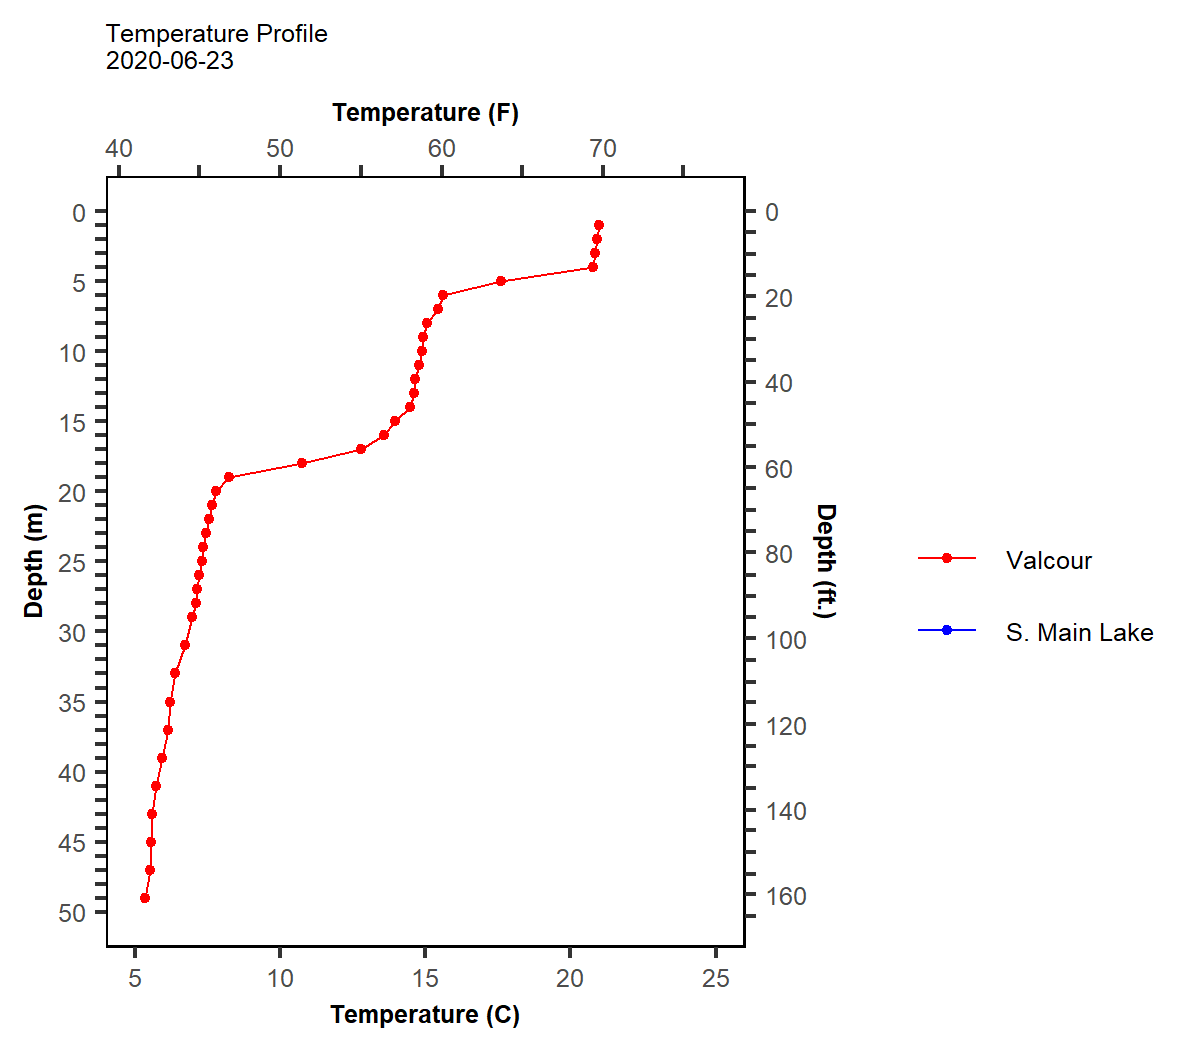 Temperature Profile
2020-06-23
Temperature (F)
40 50 60 70
0
5
10
15
20
25
30
35
40
45
50
Depth (m)
0
20
40
60
80
100
120
140
160
Depth (ft.)
Valcour
S. Main Lake
5 10 15 20 25
Temperature (C)